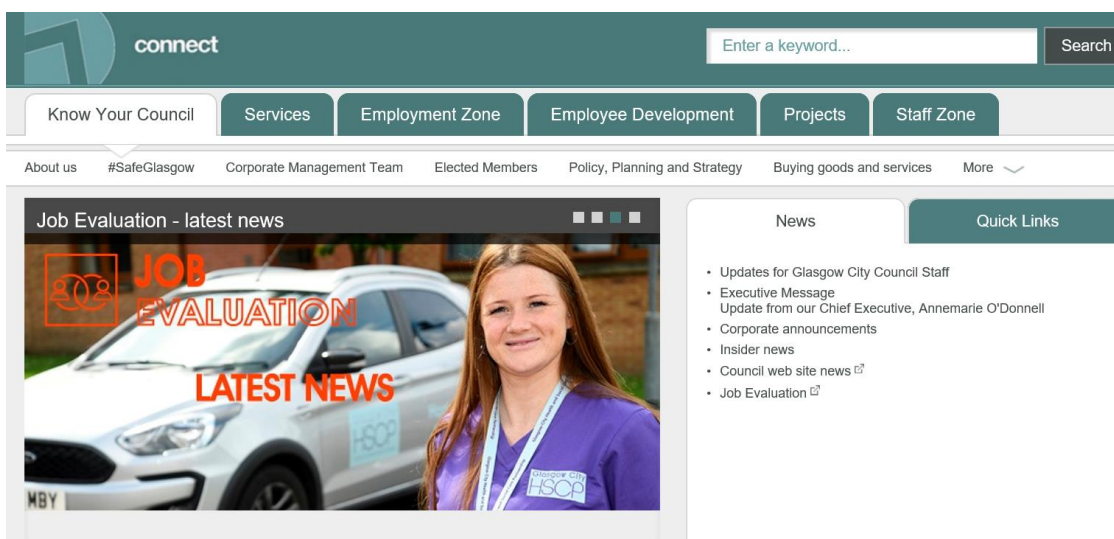 connect
Enter a keyword...
Search
Know Your Council
Services
Employment Zone
Employee Development
Projects
Staff Zone
About us
#SafeGlasgow
Corporate Management Team
Elected Members
Policy, Planning and Strategy
Buying goods and services
More
Job Evaluation - latest news
JOB
EVALUATION
LATEST NEWS
HSCP
Glasgow City
HSCP
MBY
News
Quick Links
• Updates for Glasgow City Council Staff
• Executive Message
Update from our Chief Executive, Annemarie O'Donnell
• Corporate announcements
• Insider news
• Council web site news
• Job Evaluation